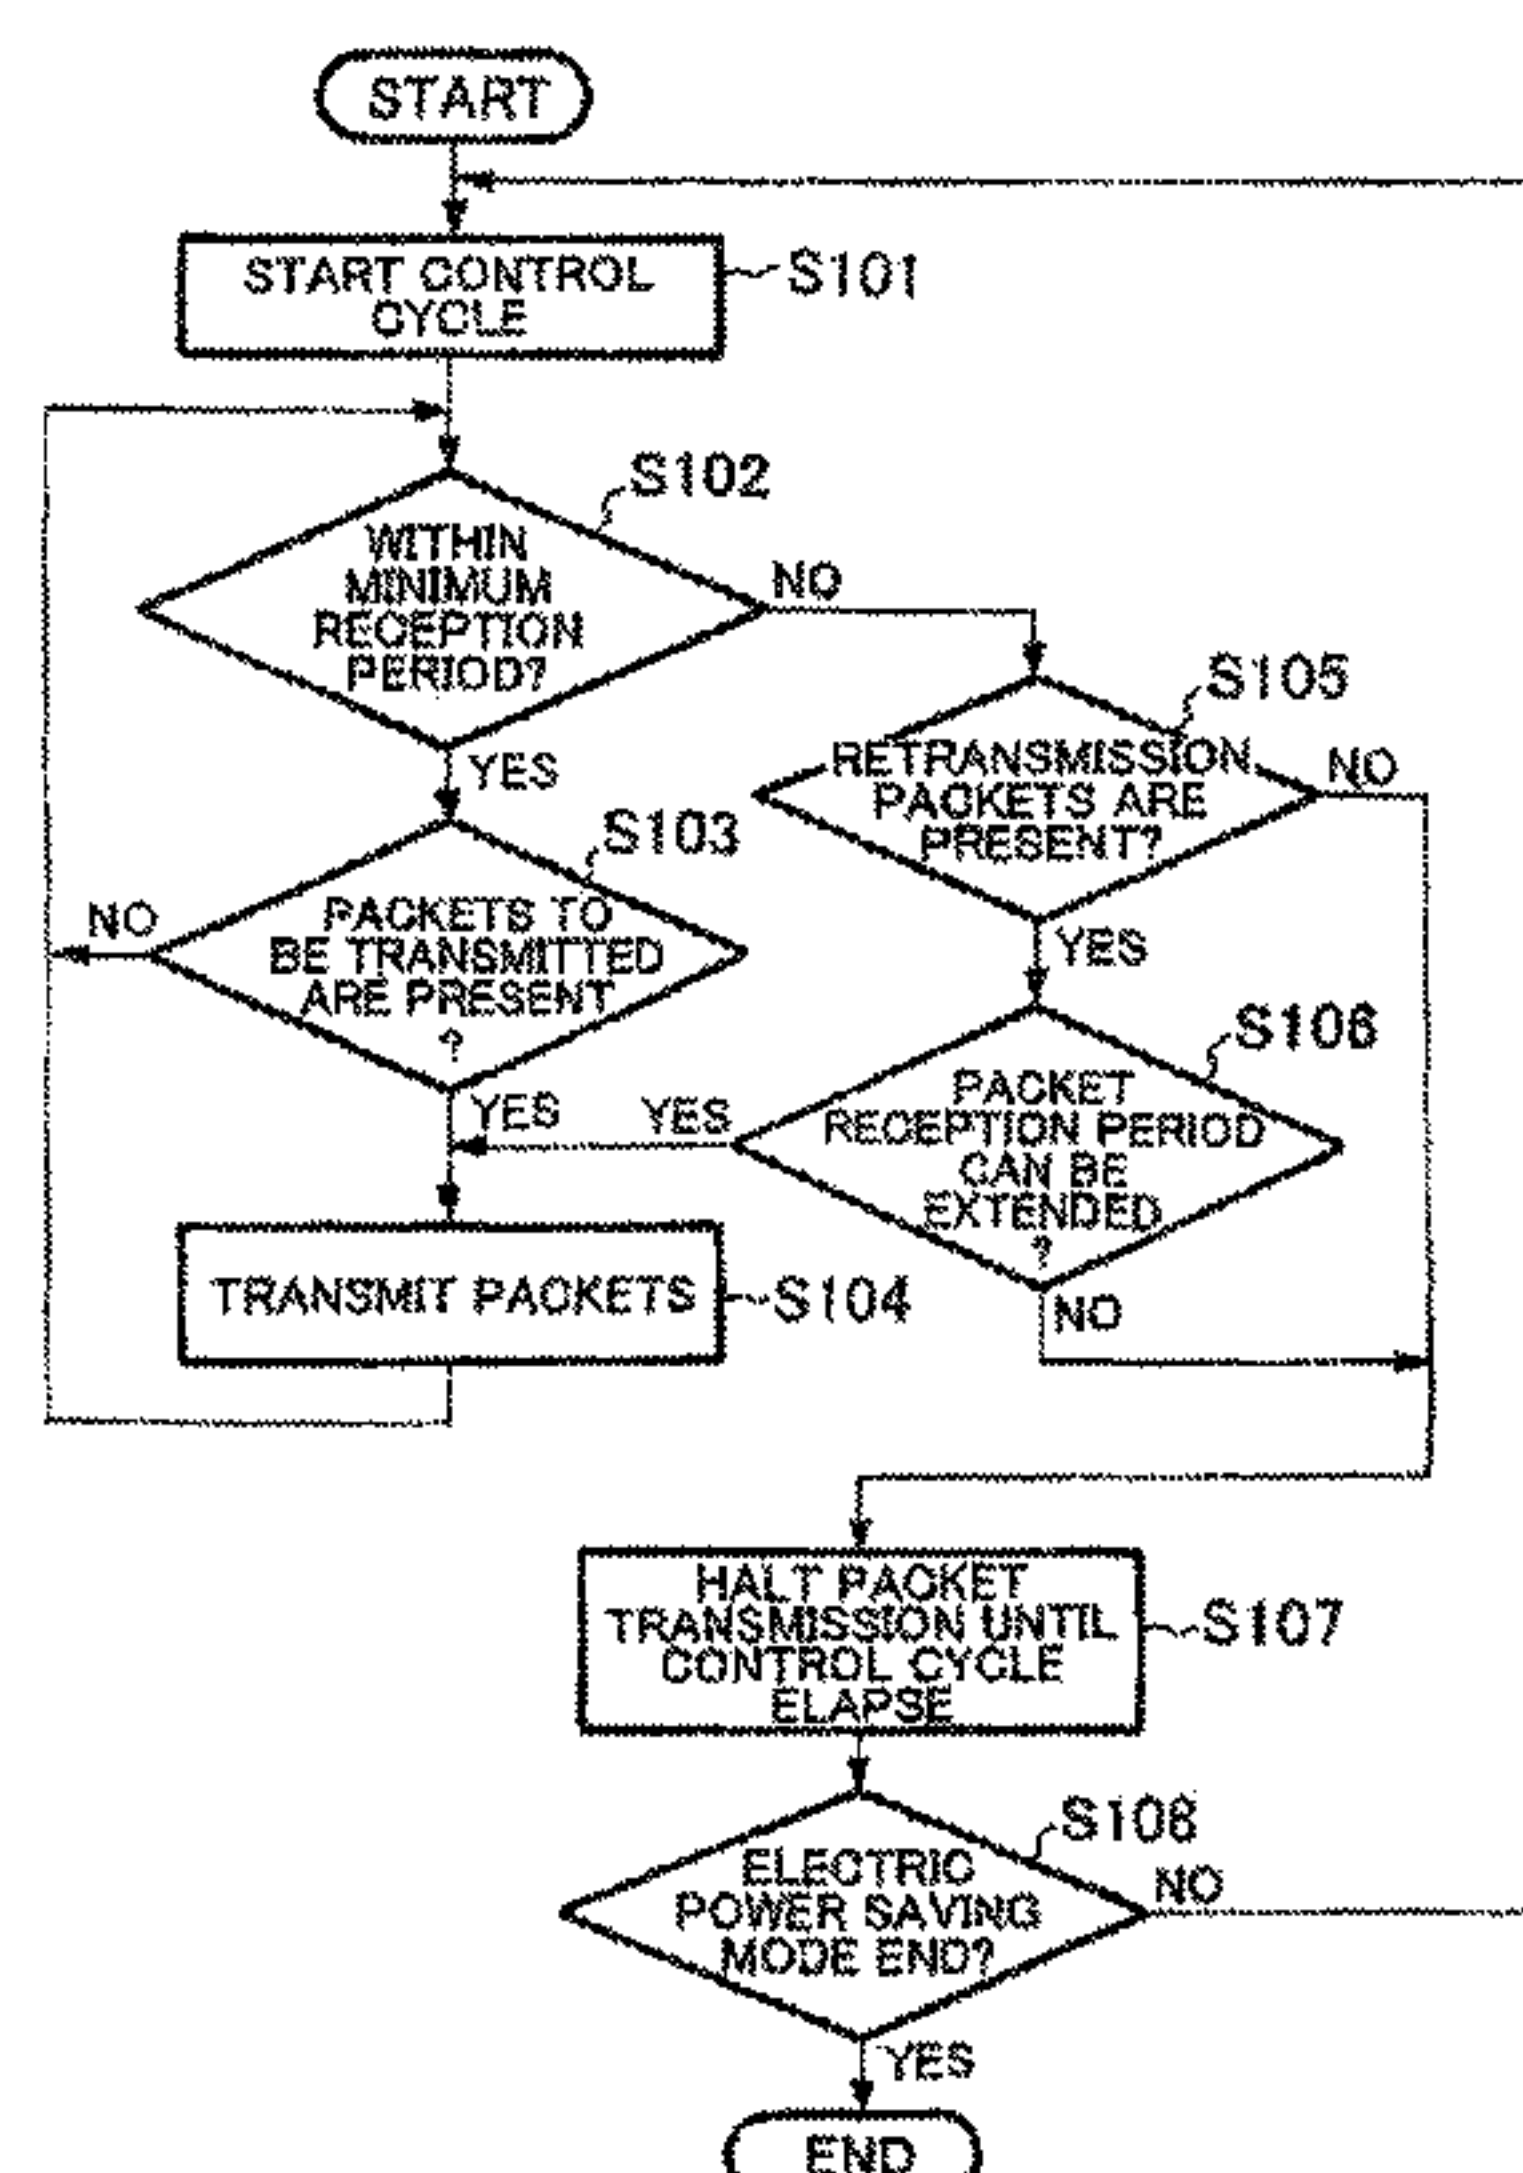 START
START CONTROL
CYCLE
S101
WITHIN
MINIMUM
RECEPTION
PERIOD?
S102
NO
YES
RETRANSMISSION
PACKETS ARE
PRESENT?
S105
NO
YES
PACKETS TO
BE TRANSMITTED
ARE PRESENT
?
S103
NO
YES
PACKET
RECEPTION PERIOD
CAN BE
EXTENDED
?
S106
YES
NO
TRANSMIT PACKETS
S104
HALT PACKET
TRANSMISSION UNTIL
CONTROL CYCLE
ELAPSE
S107
ELECTRIC
POWER SAVING
MODE END?
S108
NO
YES
END